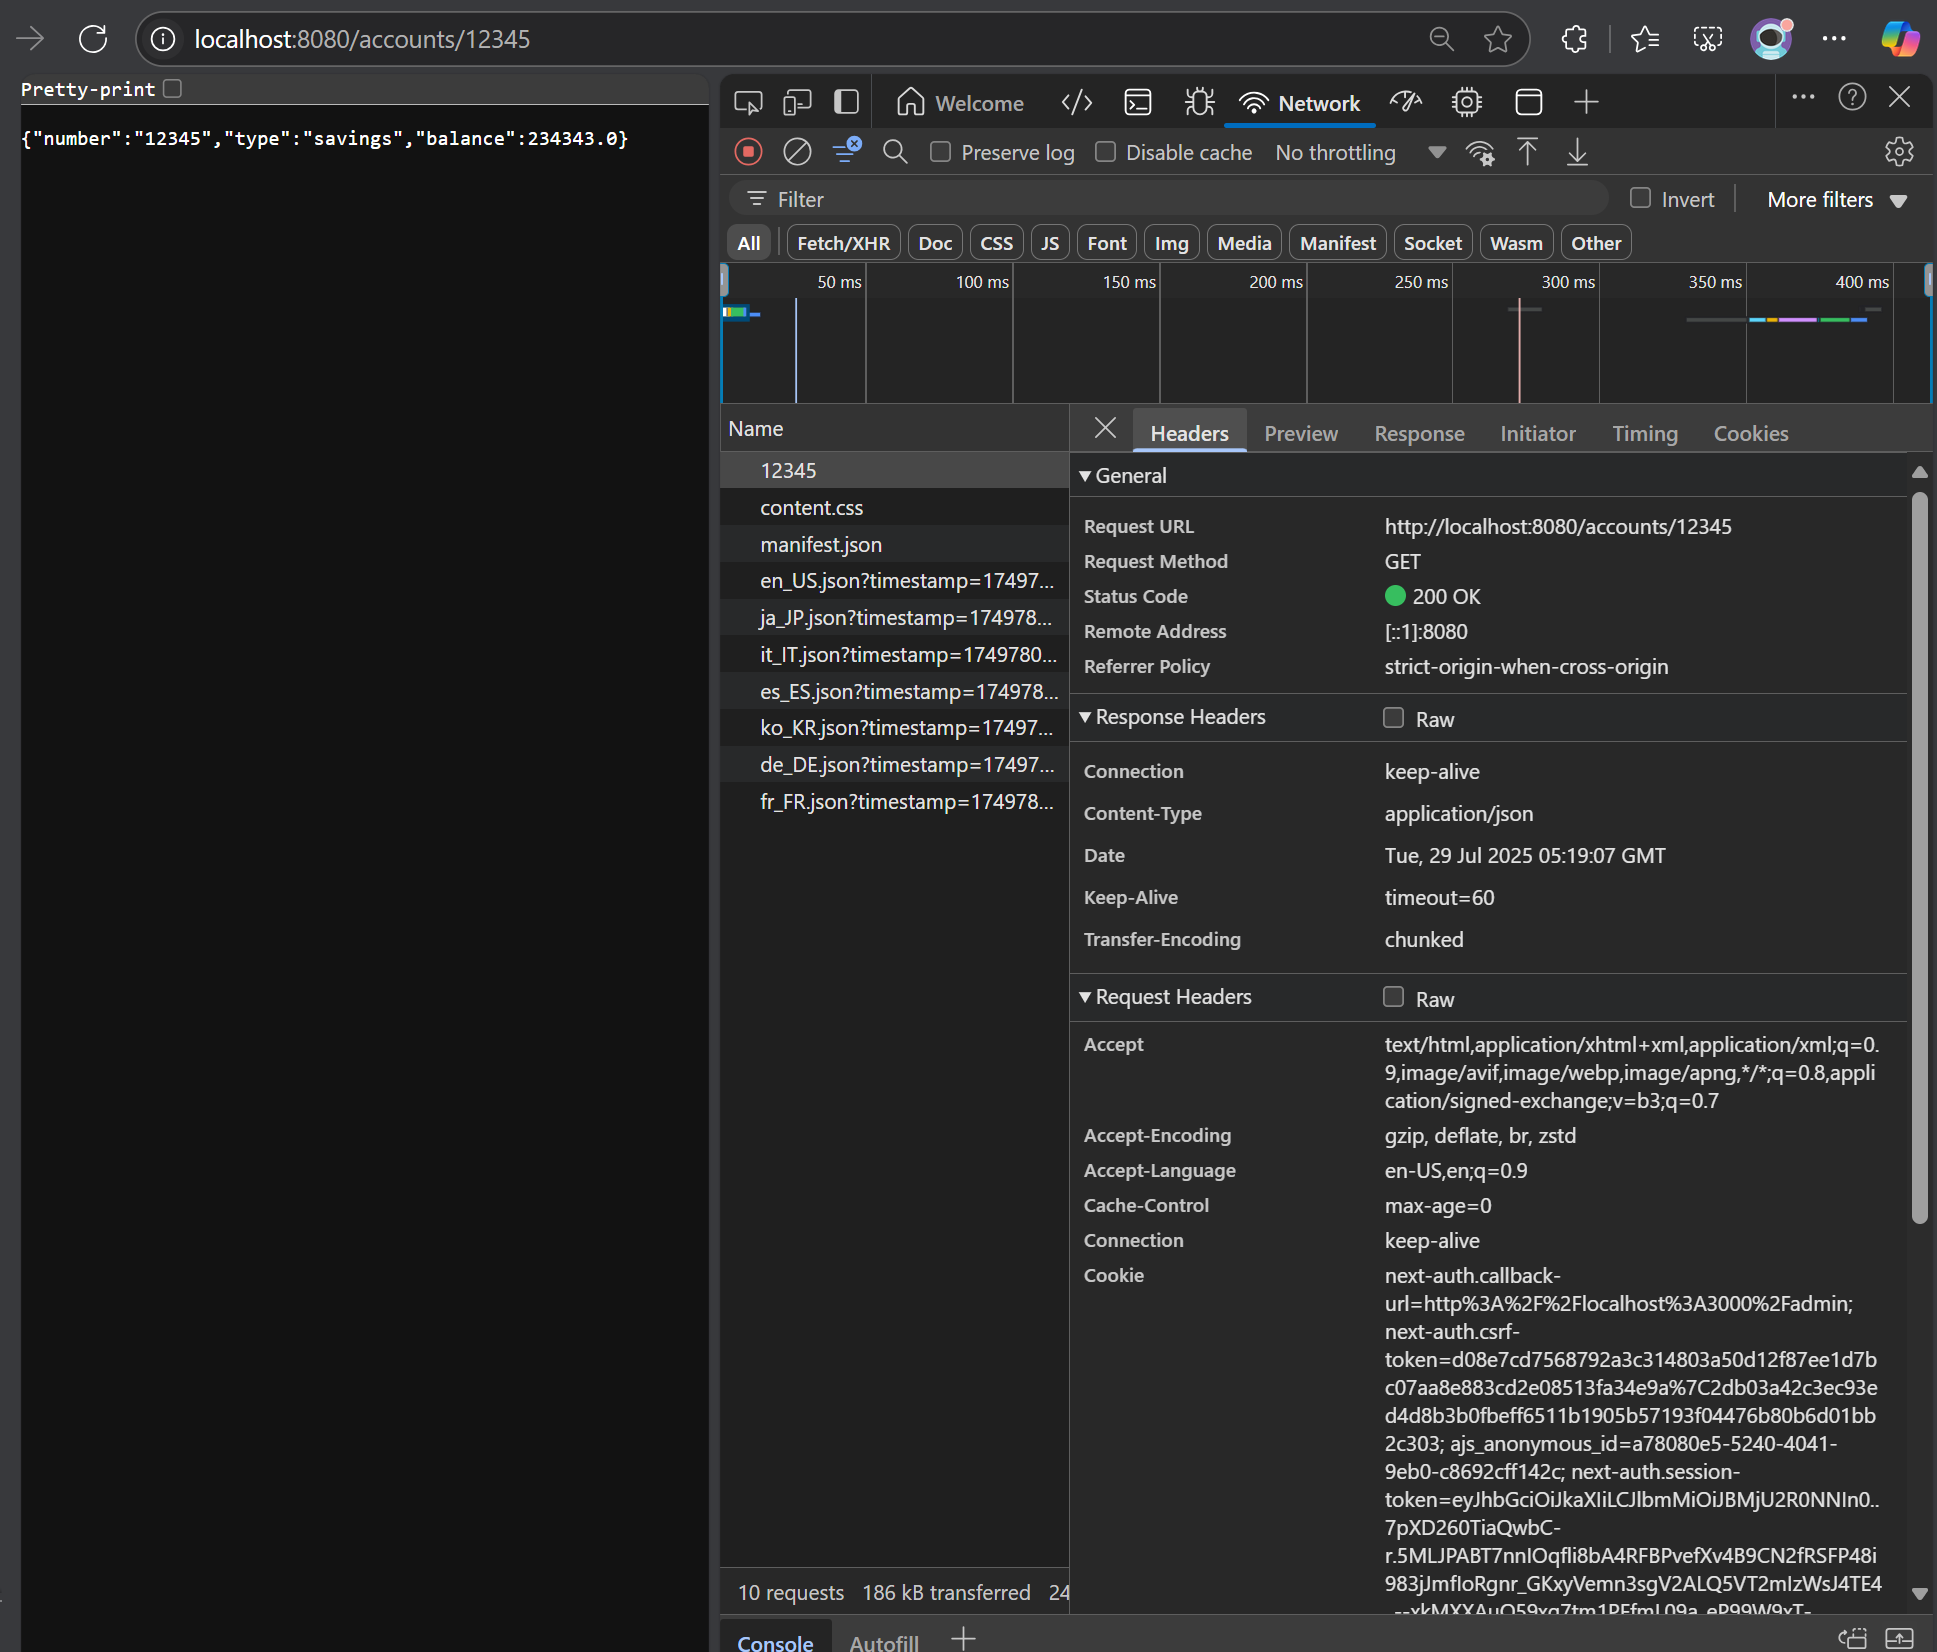 localhost:8080/accounts/12345
Pretty-print
{"number":"12345","type":"savings","balance":234343.0}
Welcome
Network
Preserve log
Disable cache
No throttling
Filter
Invert
More filters
All
Fetch/XHR
Doc
CSS
JS
Font
Img
Media
Manifest
Socket
Wasm
Other
50 ms
100 ms
150 ms
200 ms
250 ms
300 ms
350 ms
400 ms
Name
12345
content.css
manifest.json
en_US.json?timestamp=17497...
ja_JP.json?timestamp=174978...
it_IT.json?timestamp=1749780...
es_ES.json?timestamp=174978...
ko_KR.json?timestamp=17497...
de_DE.json?timestamp=17497...
fr_FR.json?timestamp=174978...
10 requests 186 kB transferred 24
Headers
Preview
Response
Initiator
Timing
Cookies
General
Request URL http://localhost:8080/accounts/12345
Request Method GET
Status Code 200 OK
Remote Address [::1]:8080
Referrer Policy strict-origin-when-cross-origin
Response Headers Raw
Connection keep-alive
Content-Type application/json
Date Tue, 29 Jul 2025 05:19:07 GMT
Keep-Alive timeout=60
Transfer-Encoding chunked
Request Headers Raw
Accept text/html,application/xhtml+xml,application/xml;q=0.
9,image/avif,image/webp,image/apng,*/*;q=0.8,appli
cation/signed-exchange;v=b3;q=0.7
Accept-Encoding gzip, deflate, br, zstd
Accept-Language en-US,en;q=0.9
Cache-Control max-age=0
Connection keep-alive
Cookie next-auth.callback-
url=http%3A%2F%2Flocalhost%3A3000%2Fadmin;
next-auth.csrf-
token=d08e7cd7568792a3c314803a50d12f87ee1d7b
c07aa8e883cd2e08513fa34e9a%7C2db03a42c3ec93e
d4d8b3b0fbeff6511b1905b57193f04476b80b6d01bb
2c303; ajs_anonymous_id=a78080e5-5240-4041-
9eb0-c8692cff142c; next-auth.session-
token=eyJhbGciOiJkaXIiLCJlbmMiOiJBMjU2R0NNIn0..
7pXD260TiaQwbC-
r.5MLJPABT7nnIOqfli8bA4RFBPvefXv4B9CN2fRSFP48i
983jJmfIoRgnr_GKxyVemn3sgV2ALQ5VT2mIzWsJ4TE4
Console
Autofill